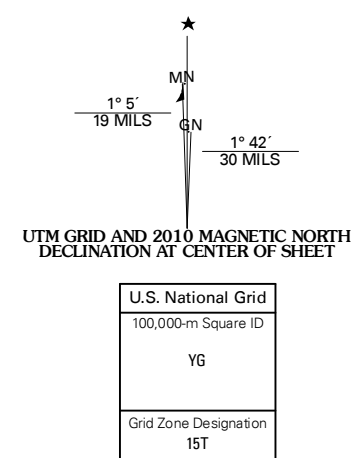 ★
MN
1° 5´
19 MILS
GN
1° 42´
30 MILS
UTM GRID AND 2010 MAGNETIC NORTH
DECLINATION AT CENTER OF SHEET
U.S. National Grid
100,000-m Square ID
YG
Grid Zone Designation
15T